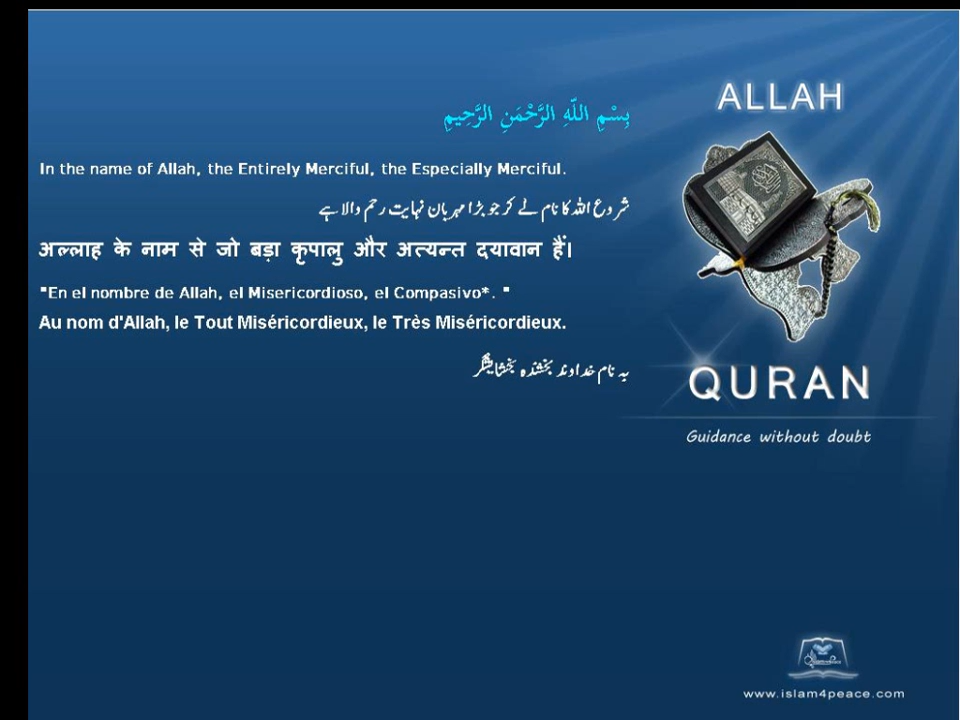 بِسْمِ اللّهِ الرَّحْمَنِ الرَّحِيمِ
In the name of Allah, the Entirely Merciful, the Especially Merciful.
شروع اللہ کا نام لے کر جو بڑا مہربان نہایت رحم والا ہے
अल्लाह के नाम से जो बड़ा कृपालु और अत्यन्त दयावान हैं।
"En el nombre de Allah, el Misericordioso, el Compasivo*. "
Au nom d'Allah, le Tout Miséricordieux, le Très Miséricordieux.
به نام خداوند بخشنده بخشایشگر
ALLAH
QURAN
Guidance without doubt
www.islam4peace.com